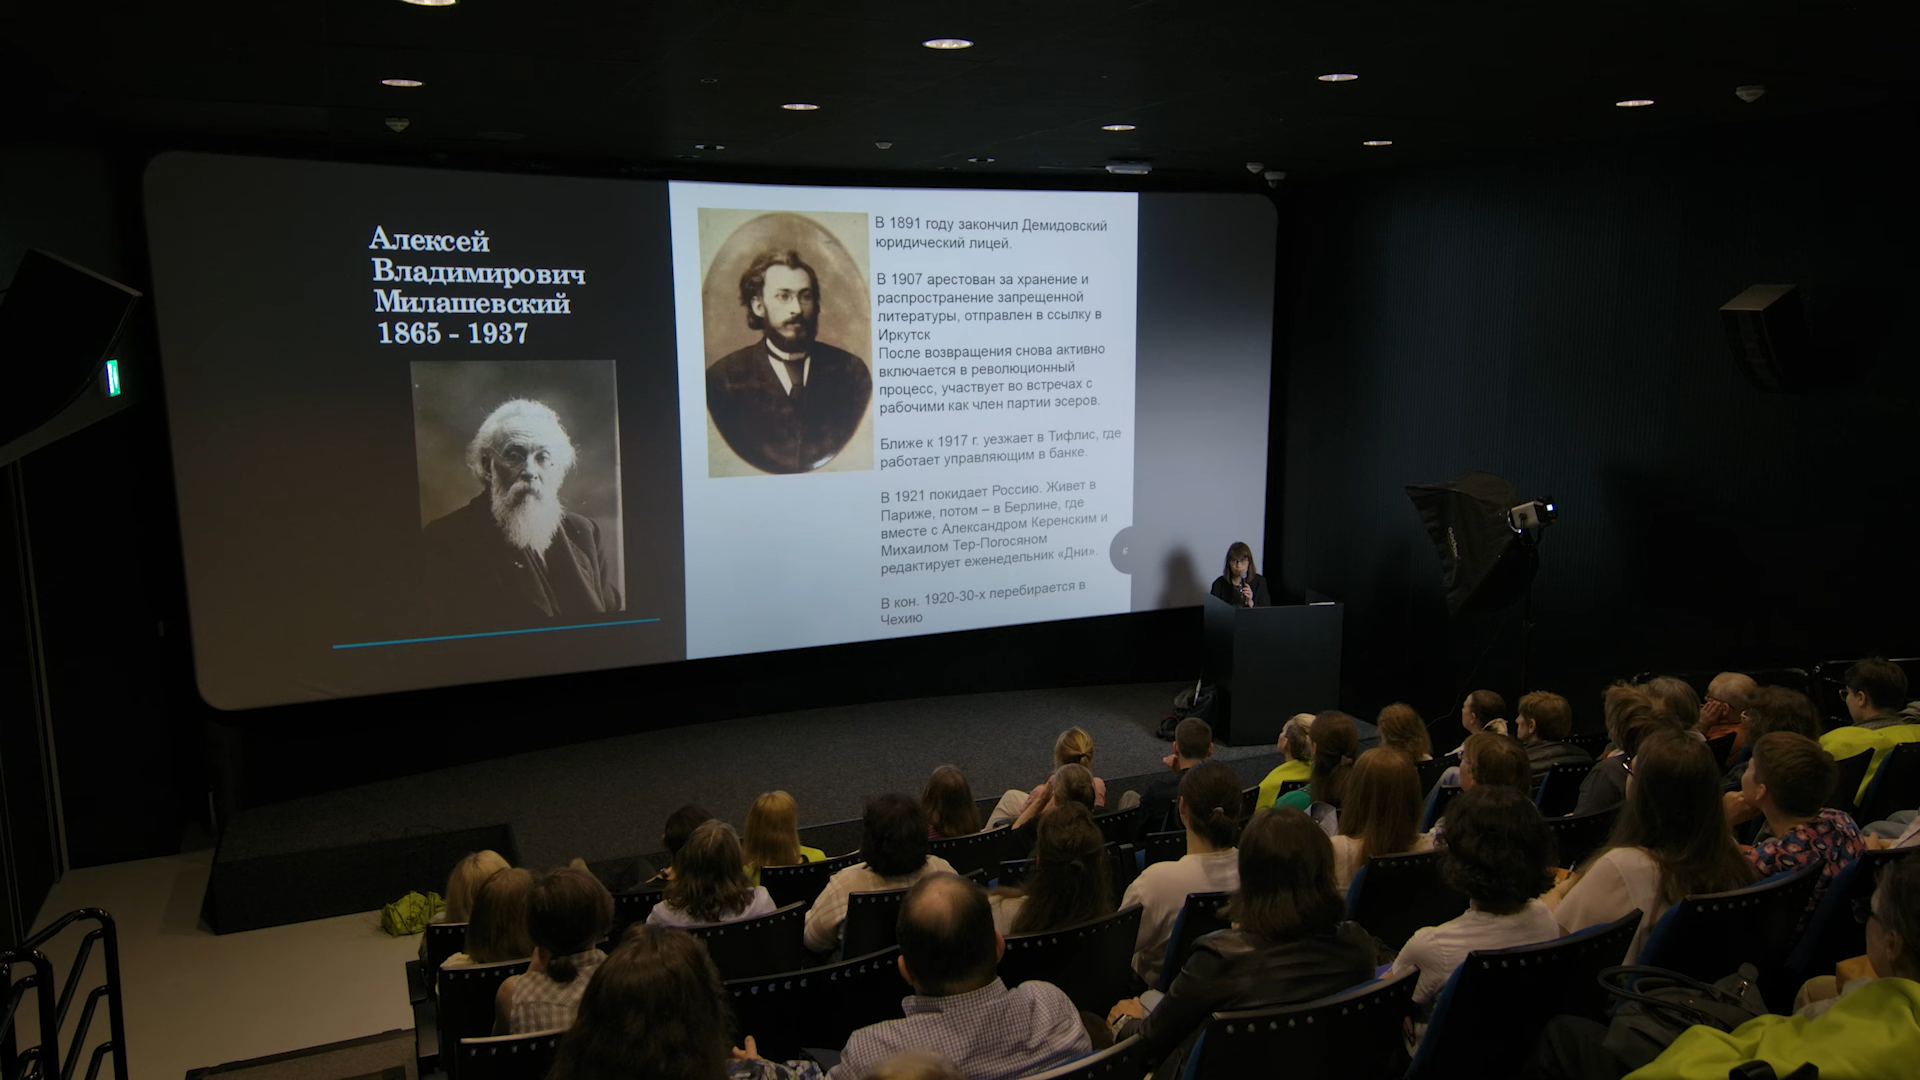 Алексей
Владимирович
Милашевский
1865 - 1937
В 1891 году закончил Демидовский
юридический лицей.
В 1907 арестован за хранение и
распространение запрещенной
литературы, отправлен в ссылку в
Иркутск
После возвращения снова активно
включается в революционный
процесс, участвует во встречах с
рабочими как член партии эсеров.
Ближе к 1917 г. уезжает в Тифлис, где
работает управляющим в банке.
В 1921 покидает Россию. Живет в
Париже, потом – в Берлине, где
вместе с Александром Керенским и
Михаилом Тер-Погосяном
редактирует еженедельник «Дни».
В кон. 1920-30-х перебирается в
Чехию